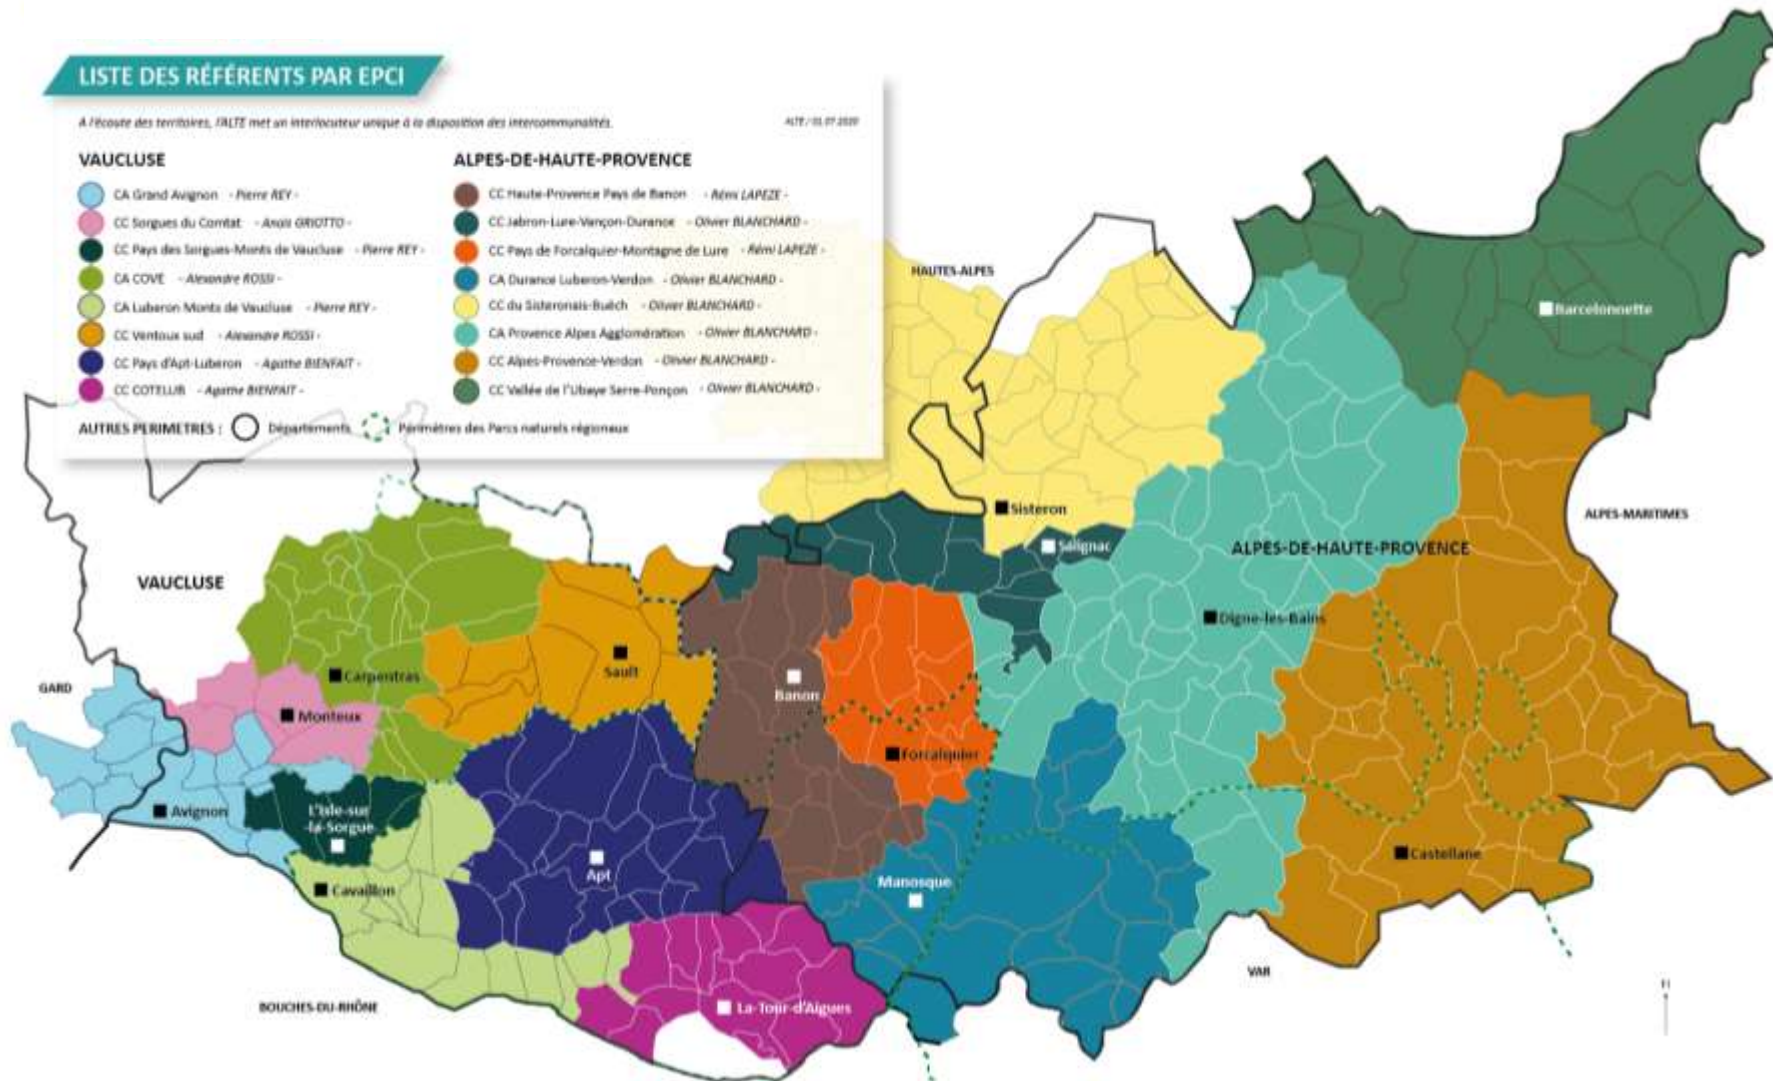 LISTE DES RÉFÉRENTS PAR EPCI
A l'écoute des territoires, l'ALTE met un interlocuteur unique à la disposition des intercommunalités.
ALTE / 01 07 2020
VAUCLUSE
CA Grand Avignon - Pierre REY -
CC Sorgues du Comtat - Anaïs GRIOTTO -
CC Pays des Sorgues-Monts de Vaucluse - Pierre REY -
CA COVE - Alexandre ROSSI -
CA Luberon Monts de Vaucluse - Pierre REY -
CC Ventoux sud - Alexandre ROSSI -
CC Pays d'Apt-Luberon - Agathe BIENFAIT -
CC COTELUB - Agathe BIENFAIT -
ALPES-DE-HAUTE-PROVENCE
CC Haute-Provence Pays de Banon - Rémi LAPEZE -
CC Jabron-Lure-Vançon-Durance - Olivier BLANCHARD -
CC Pays de Forcalquier-Montagne de Lure - Rémi LAPEZE -
CA Durance Luberon-Verdon - Olivier BLANCHARD -
CC du Sisteronais-Buëch - Olivier BLANCHARD -
CA Provence Alpes Agglomération - Olivier BLANCHARD -
CC Alpes-Provence-Verdon - Olivier BLANCHARD -
CC Vallée de l'Ubaye Serre-Ponçon - Olivier BLANCHARD -
AUTRES PERIMETRES : Départements Périmètres des Parcs naturels régionaux
HAUTES-ALPES
Barcelonnette
Sisteron
ALPES-MARITIMES
Salignac
ALPES-DE-HAUTE-PROVENCE
VAUCLUSE
Digne-les-Bains
Carpentras
Sault
GARD
Banon
Monteux
Forcalquier
Avignon
L'Isle-sur
-la-Sorgue
Castellane
Apt
Cavaillon
Manosque
VAR
BOUCHES-DU-RHÔNE
La-Tour-d'Aigues